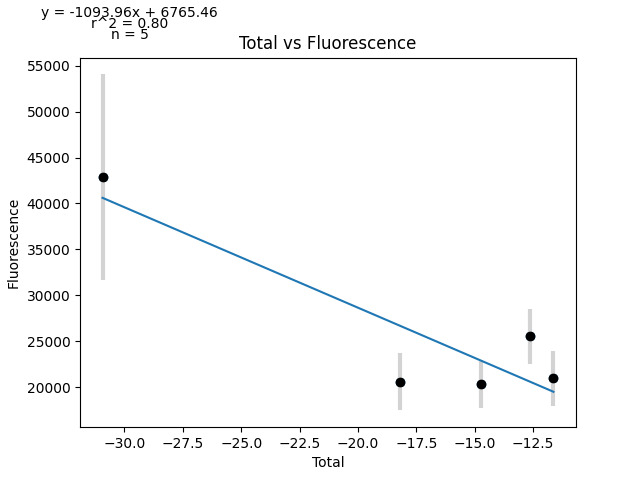 y = -1093.96x + 6765.46
r^2 = 0.80
n = 5
Total vs Fluorescence
55000
50000
45000
40000
35000
30000
25000
20000
Fluorescence
−30.0 −27.5 −25.0 −22.5 −20.0 −17.5 −15.0 −12.5
Total